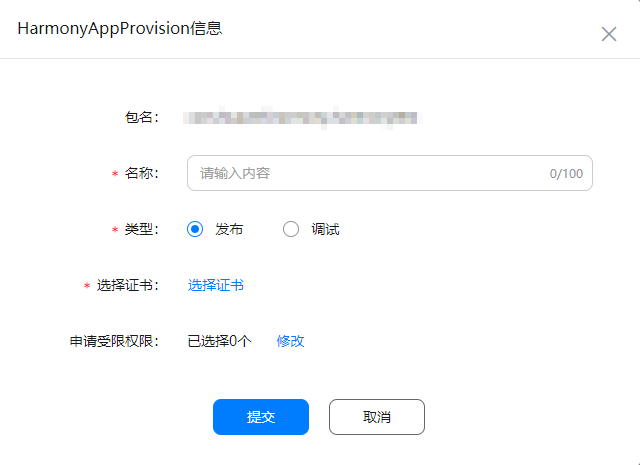 HarmonyAppProvision信息
包名：
* 名称： 请输入内容 0/100
* 类型： 发布 调试
* 选择证书： 选择证书
申请受限权限： 已选择0个 修改
提交 取消